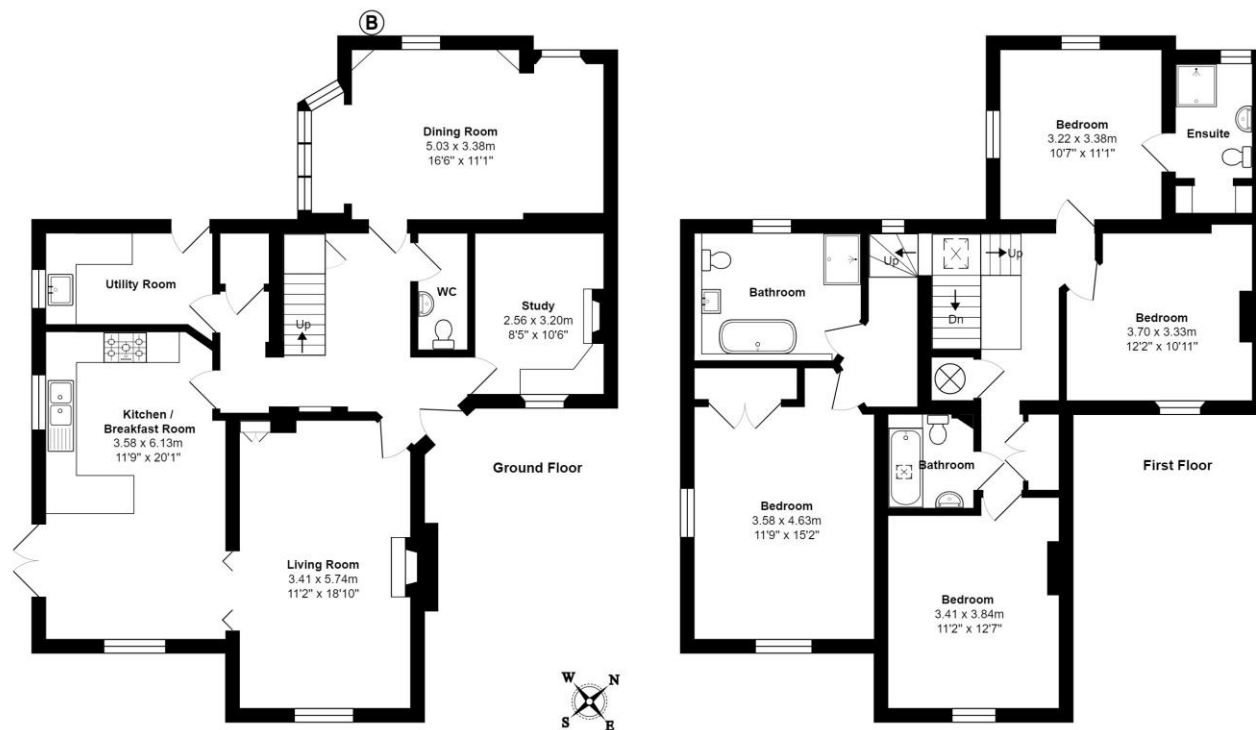 B
Dining Room
5.03 x 3.38m
16'6" x 11'1"
Utility Room
WC
Study
2.56 x 3.20m
8'5" x 10'6"
Up
Kitchen /
Breakfast Room
3.58 x 6.13m
11'9" x 20'1"
Ground Floor
Living Room
3.41 x 5.74m
11'2" x 18'10"
W
N
S
E
Bedroom
3.22 x 3.38m
10'7" x 11'1"
Ensuite
Up
Up
Bathroom
Dn
Bedroom
3.70 x 3.33m
12'2" x 10'11"
Bathroom
First Floor
Bedroom
3.58 x 4.63m
11'9" x 15'2"
Bedroom
3.41 x 3.84m
11'2" x 12'7"